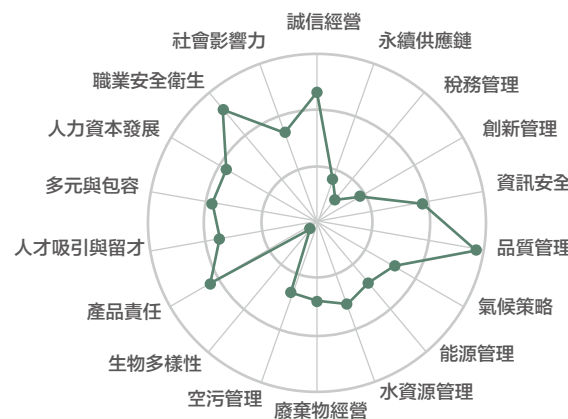 誠信經營
永續供應鏈
稅務管理
創新管理
資訊安全
品質管理
氣候策略
能源管理
水資源管理
廢棄物經營
空污管理
生物多樣性
產品責任
人才吸引與留才
多元與包容
人力資本發展
職業安全衛生
社會影響力